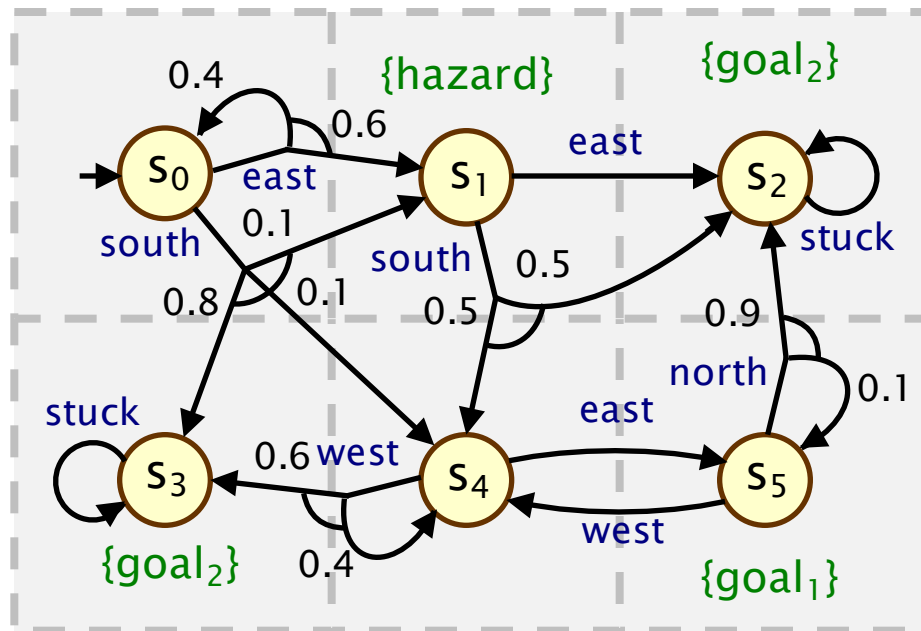 {goal₂}
{hazard}
0.4
0.6
east
s₀
s₁
s₂
east
0.1
south
south
0.5
stuck
0.8
0.1
0.5
0.9
north
0.1
stuck
east
0.6
west
s₃
s₄
s₅
west
0.4
{goal₂}
{goal₁}